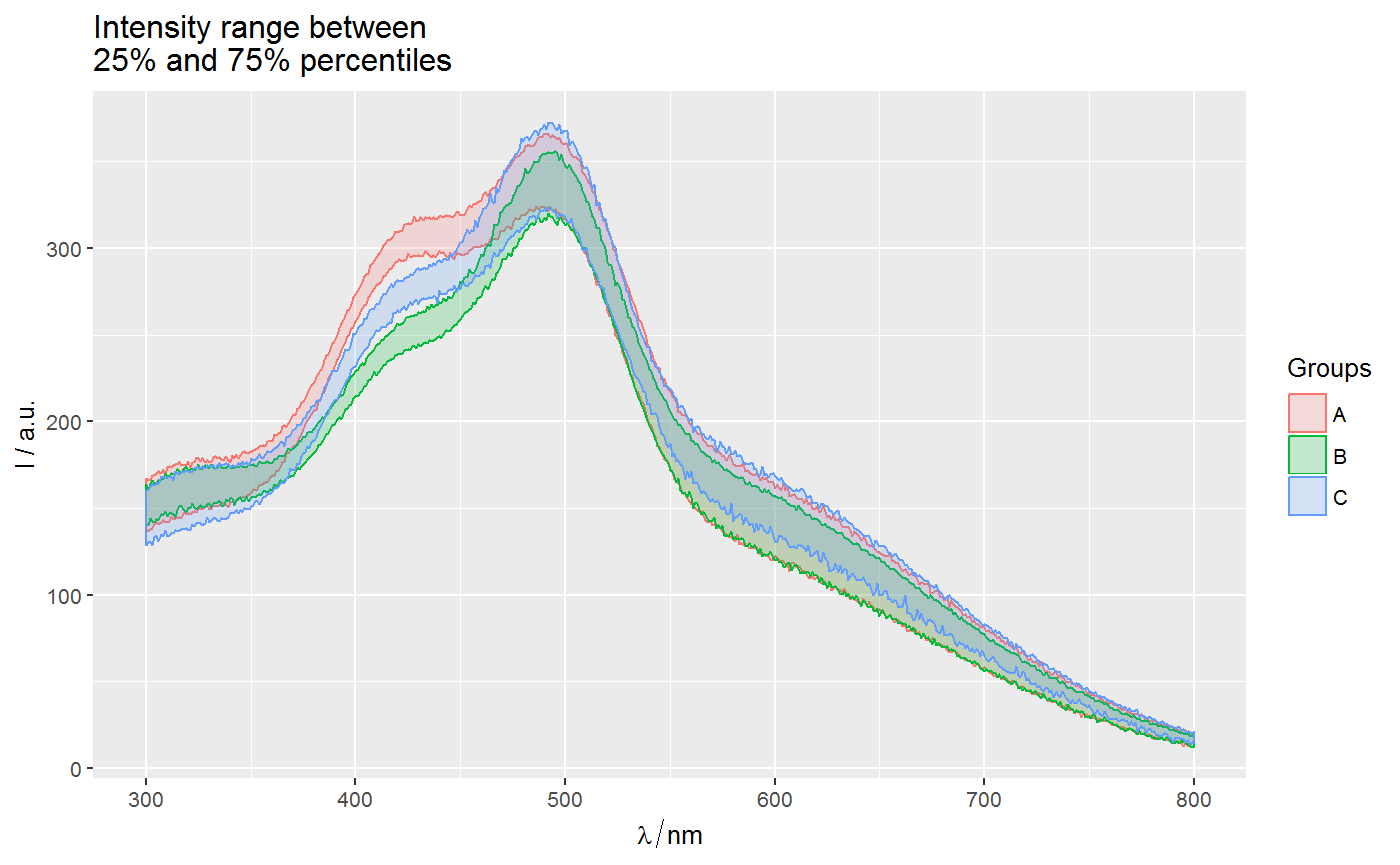 Intensity range between
25% and 75% percentiles
I / a.u.
300
200
100
0
300 400 500 600 700 800
λ/nm
Groups
A
B
C